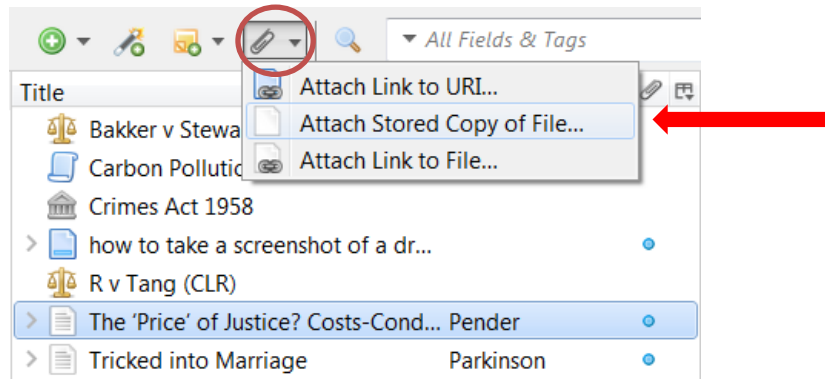 All Fields & Tags
Title
Attach Link to URI...
Attach Stored Copy of File...
Attach Link to File...
Bakker v Stewa
Carbon Pollutic
Crimes Act 1958
how to take a screenshot of a dr...
R v Tang (CLR)
The ‘Price’ of Justice? Costs-Cond... Pender
Tricked into Marriage Parkinson